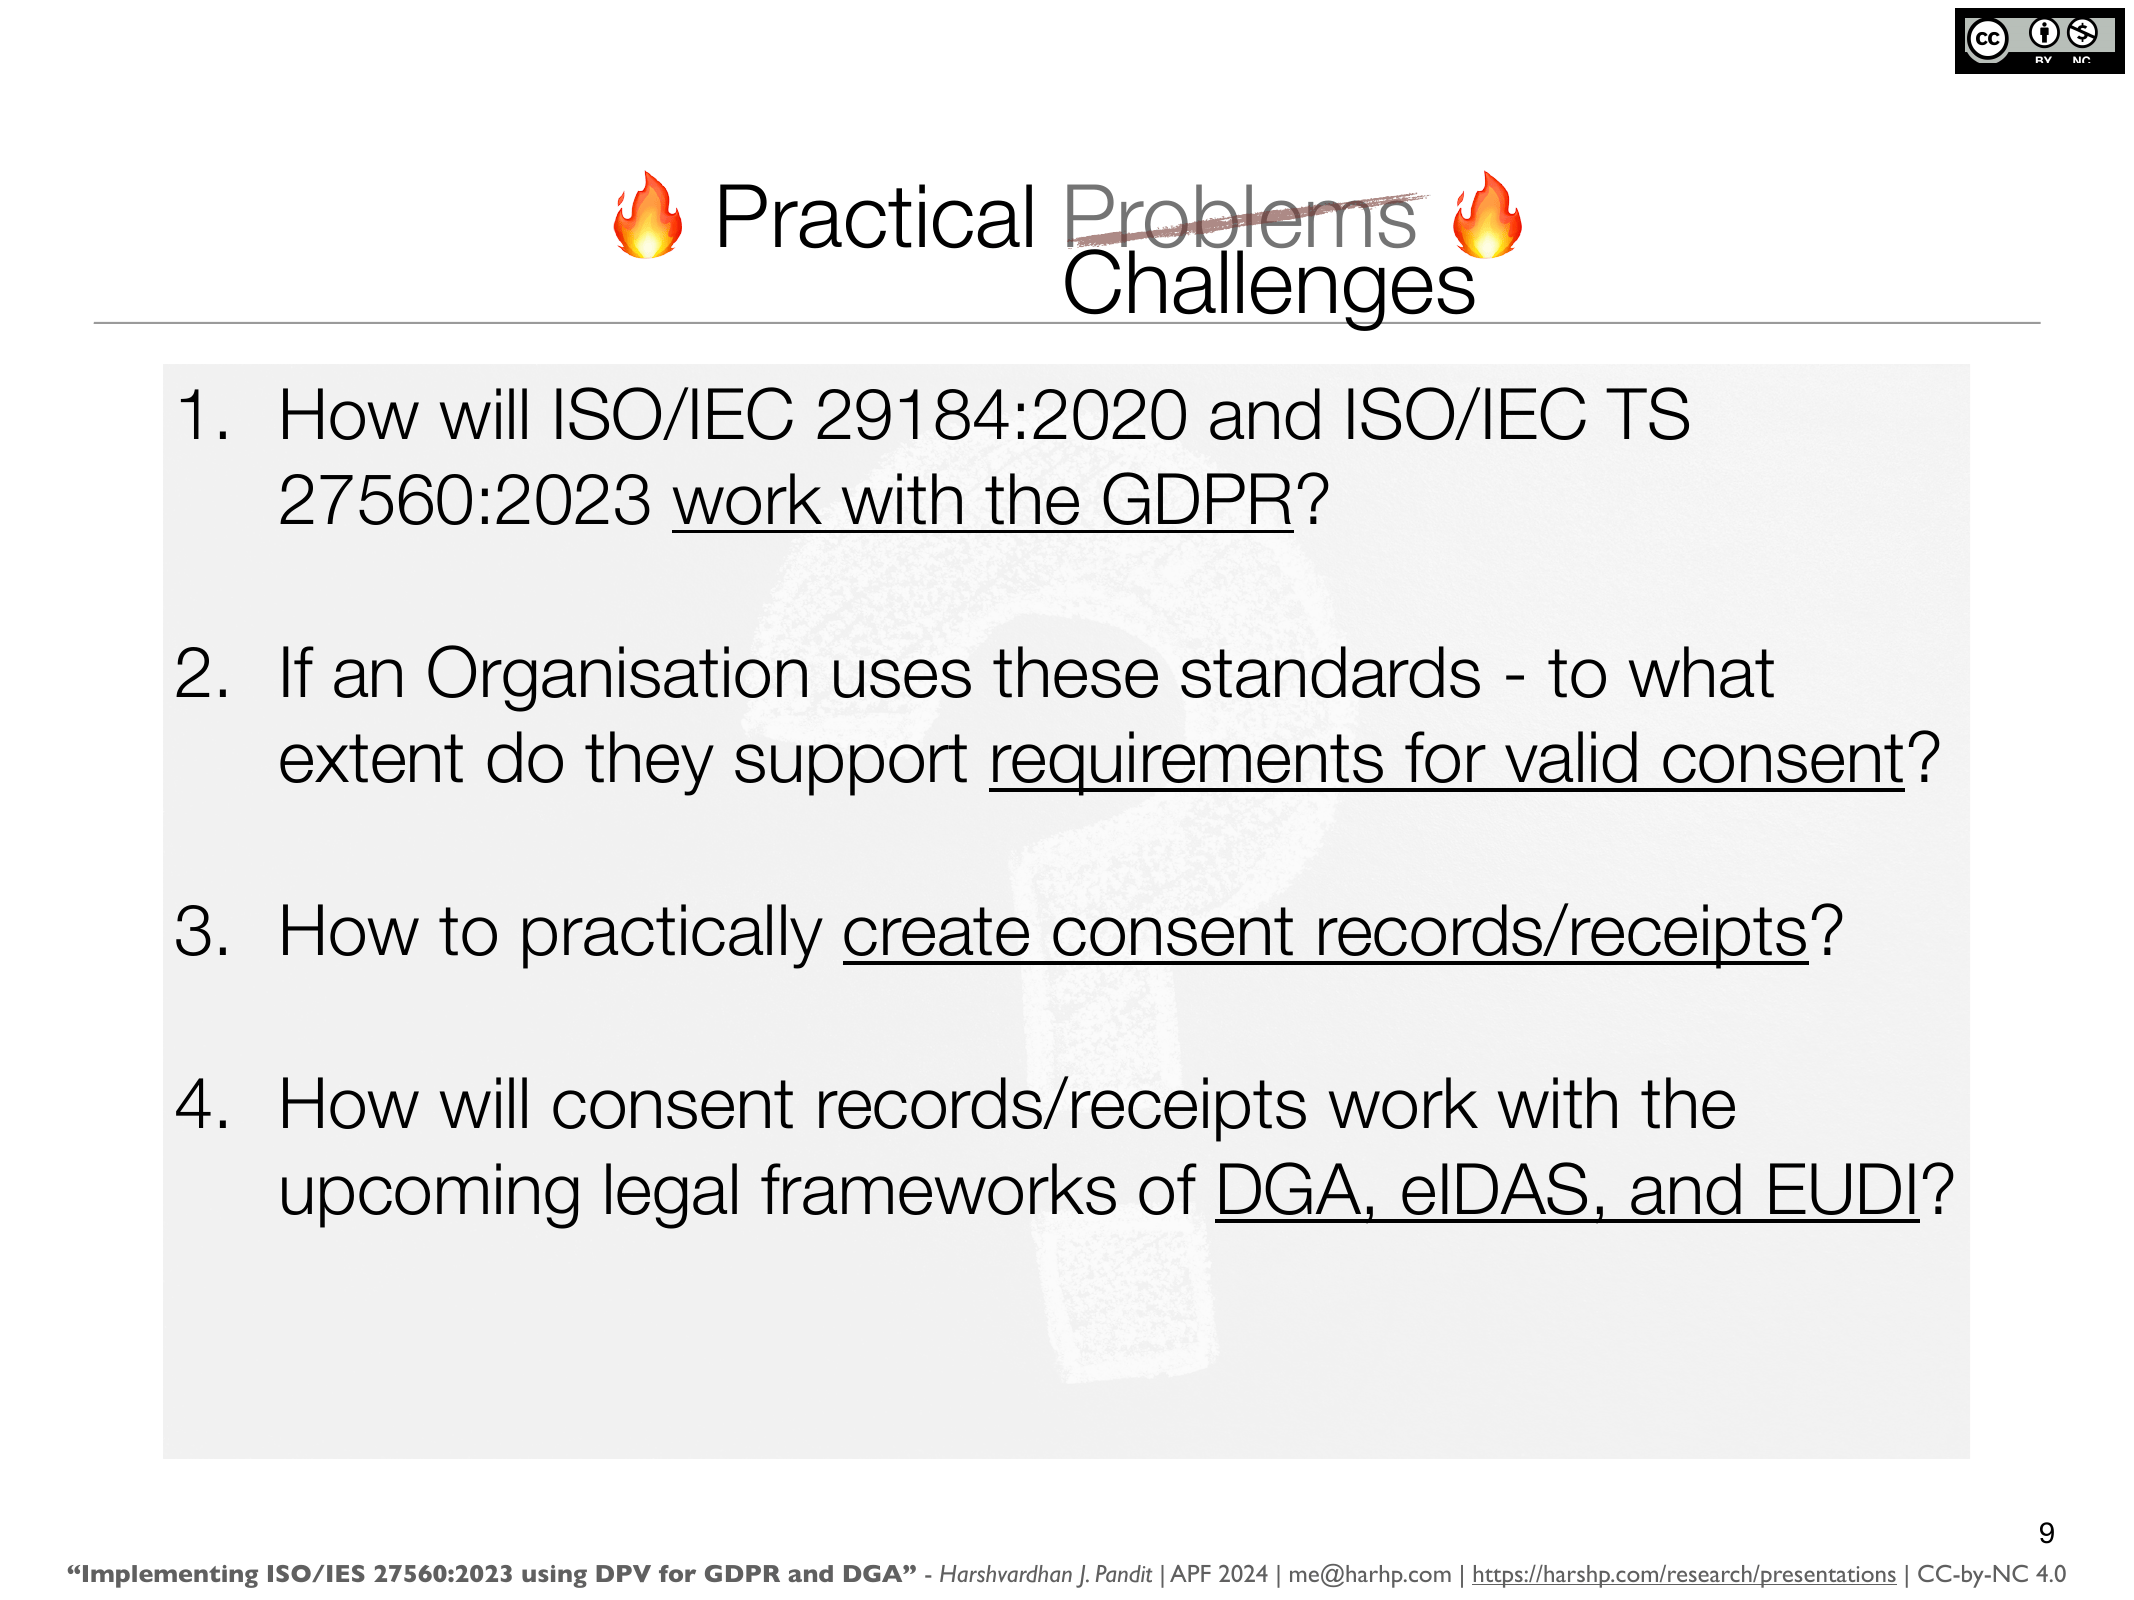 cc BY NC
Practical Problems
Challenges
1. How will ISO/IEC 29184:2020 and ISO/IEC TS
27560:2023 work with the GDPR?
2. If an Organisation uses these standards - to what
extent do they support requirements for valid consent?
3. How to practically create consent records/receipts?
4. How will consent records/receipts work with the
upcoming legal frameworks of DGA, eIDAS, and EUDI?
9
“Implementing ISO/IES 27560:2023 using DPV for GDPR and DGA” - Harshvardhan J. Pandit | APF 2024 | me@harhp.com | https://harshp.com/research/presentations | CC-by-NC 4.0